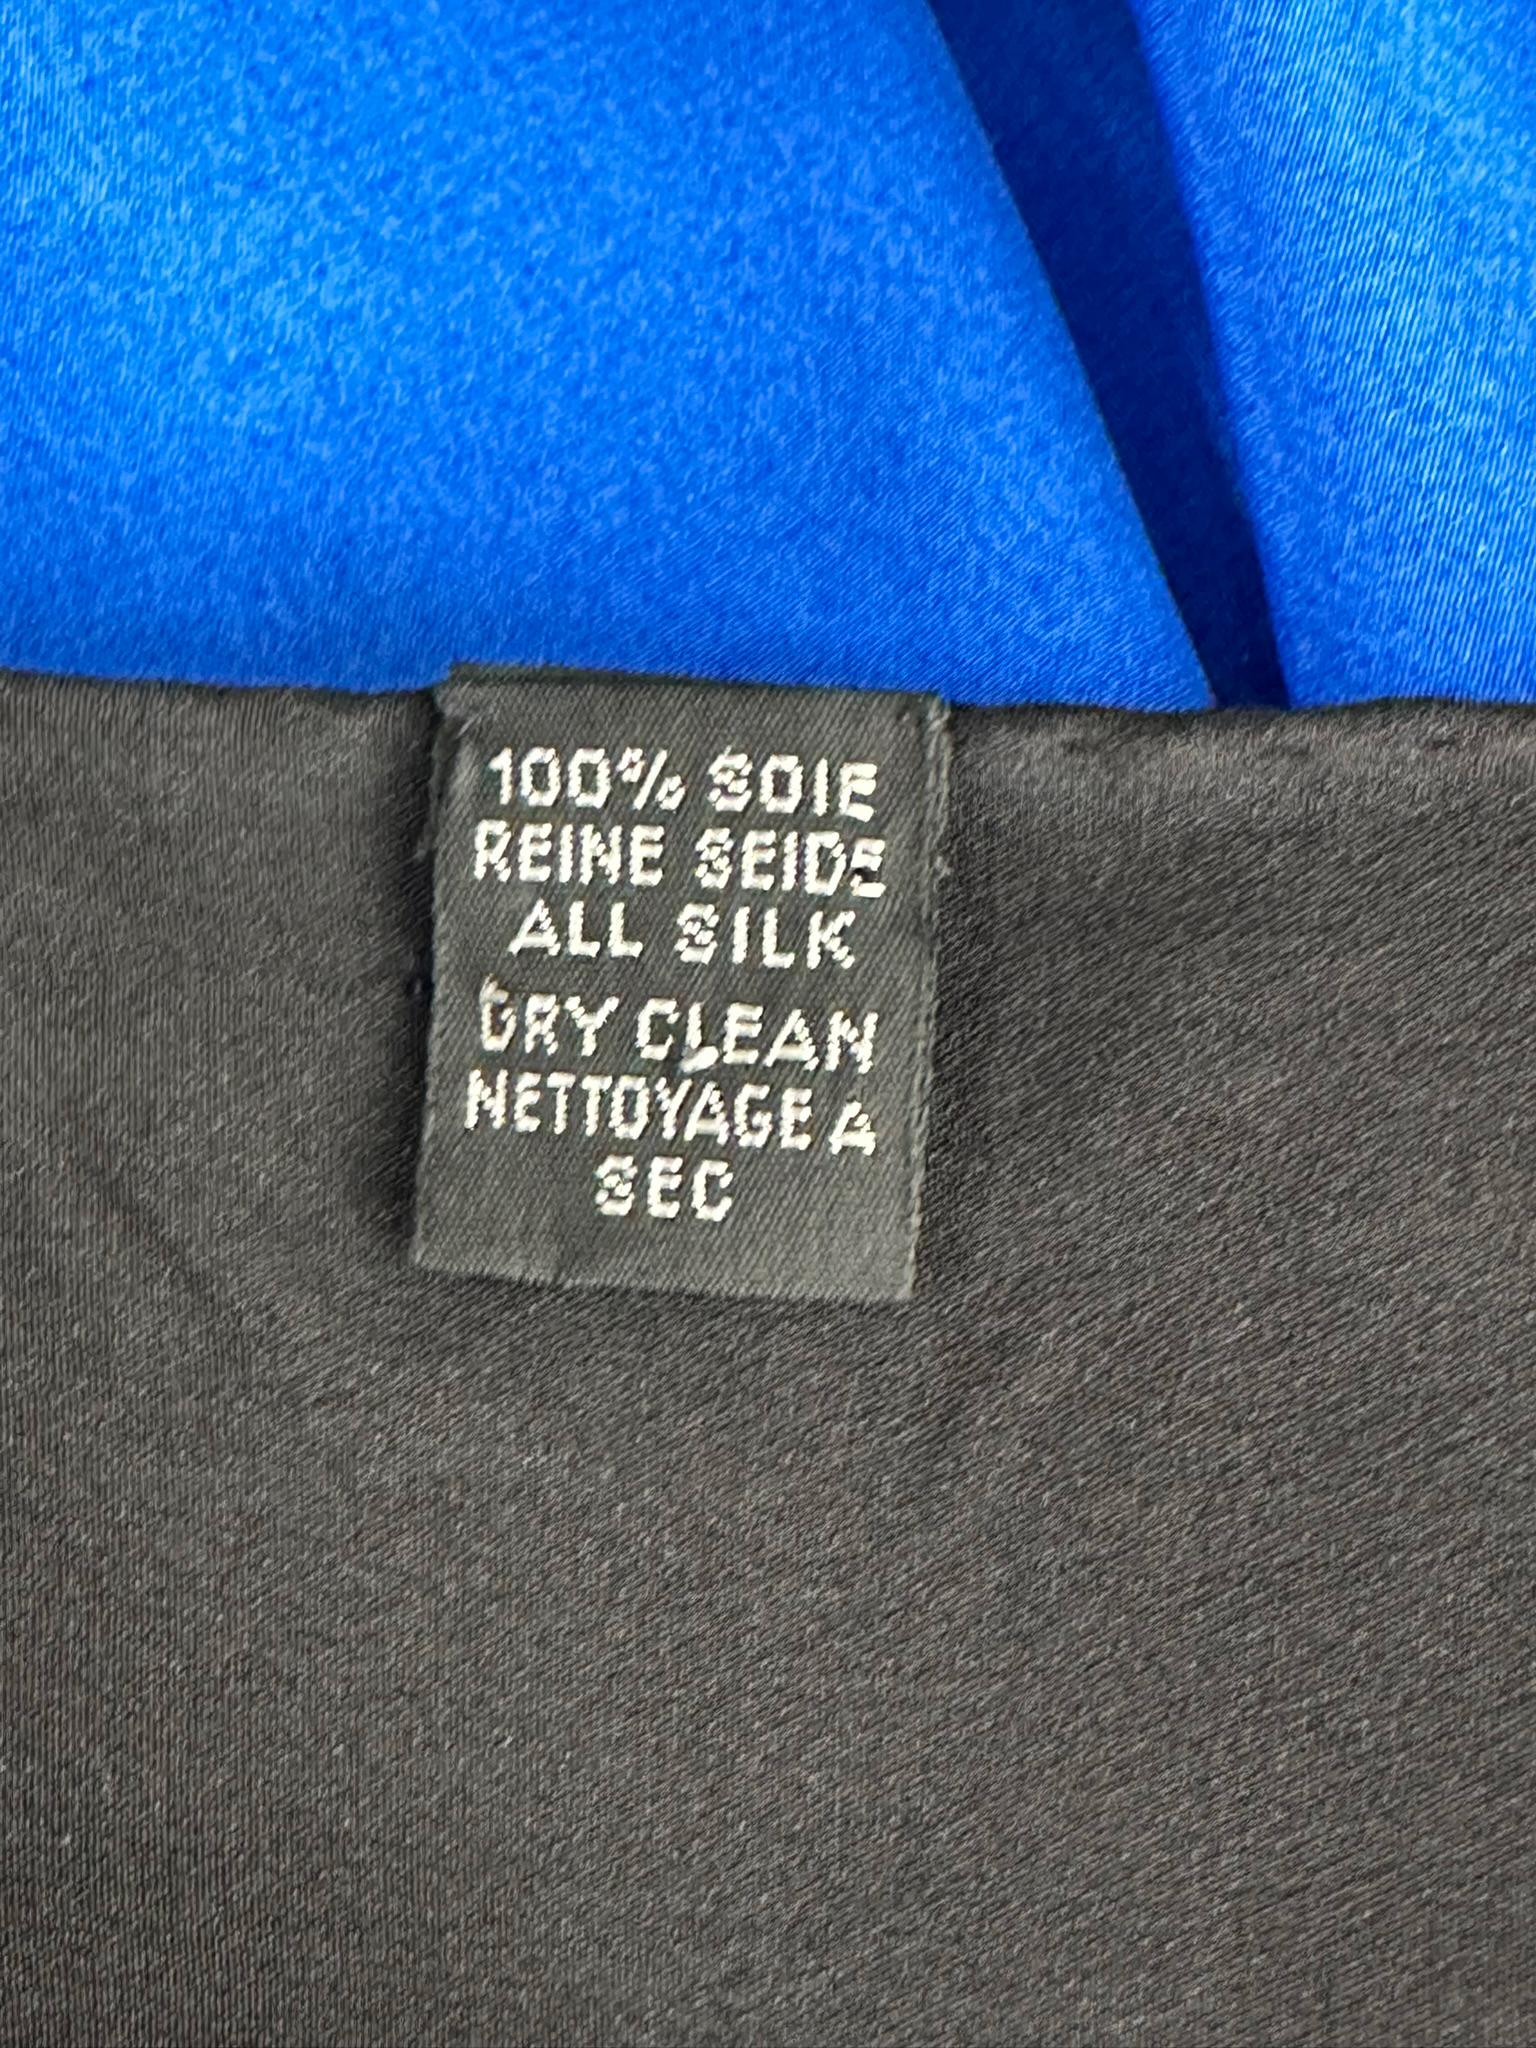 100% SOIE
REINE SEIDE
ALL SILK
DRY CLEAN
NETTOYAGE A
SEC